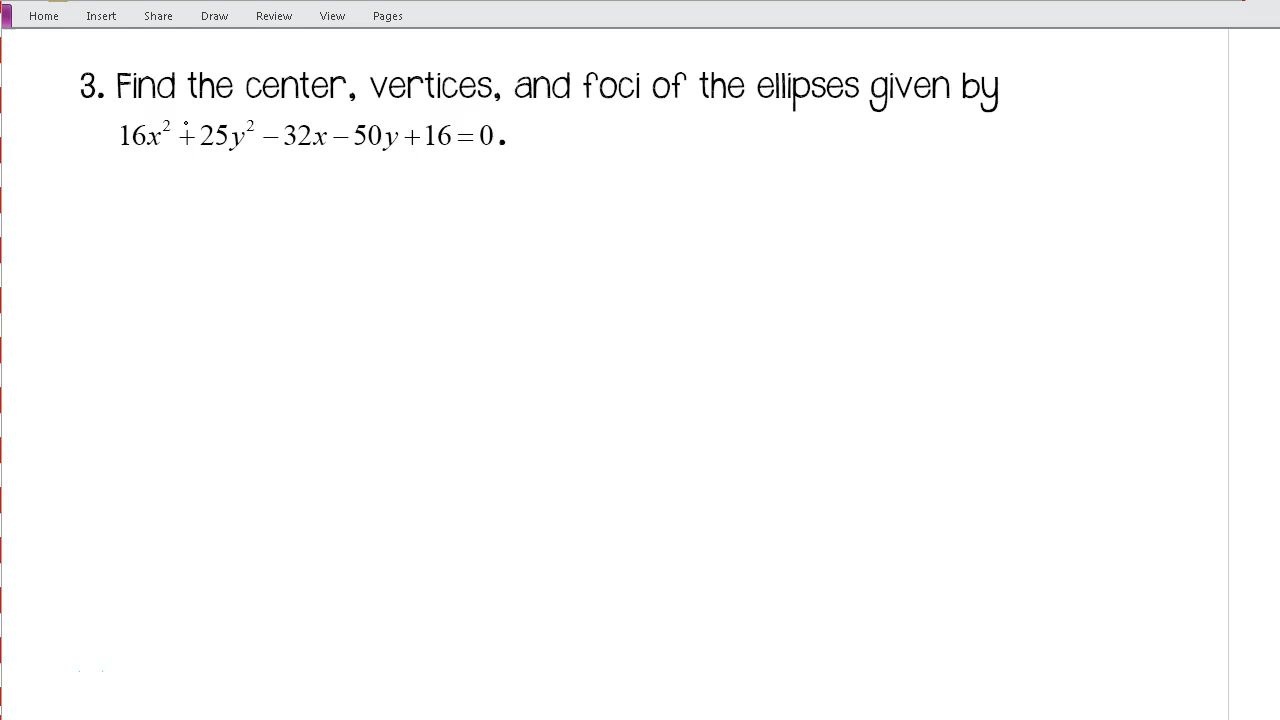 Home Insert Share Draw Review View Pages
3. Find the center, vertices, and foci of the ellipses given by
16x² + 25y² − 32x − 50y + 16 = 0.